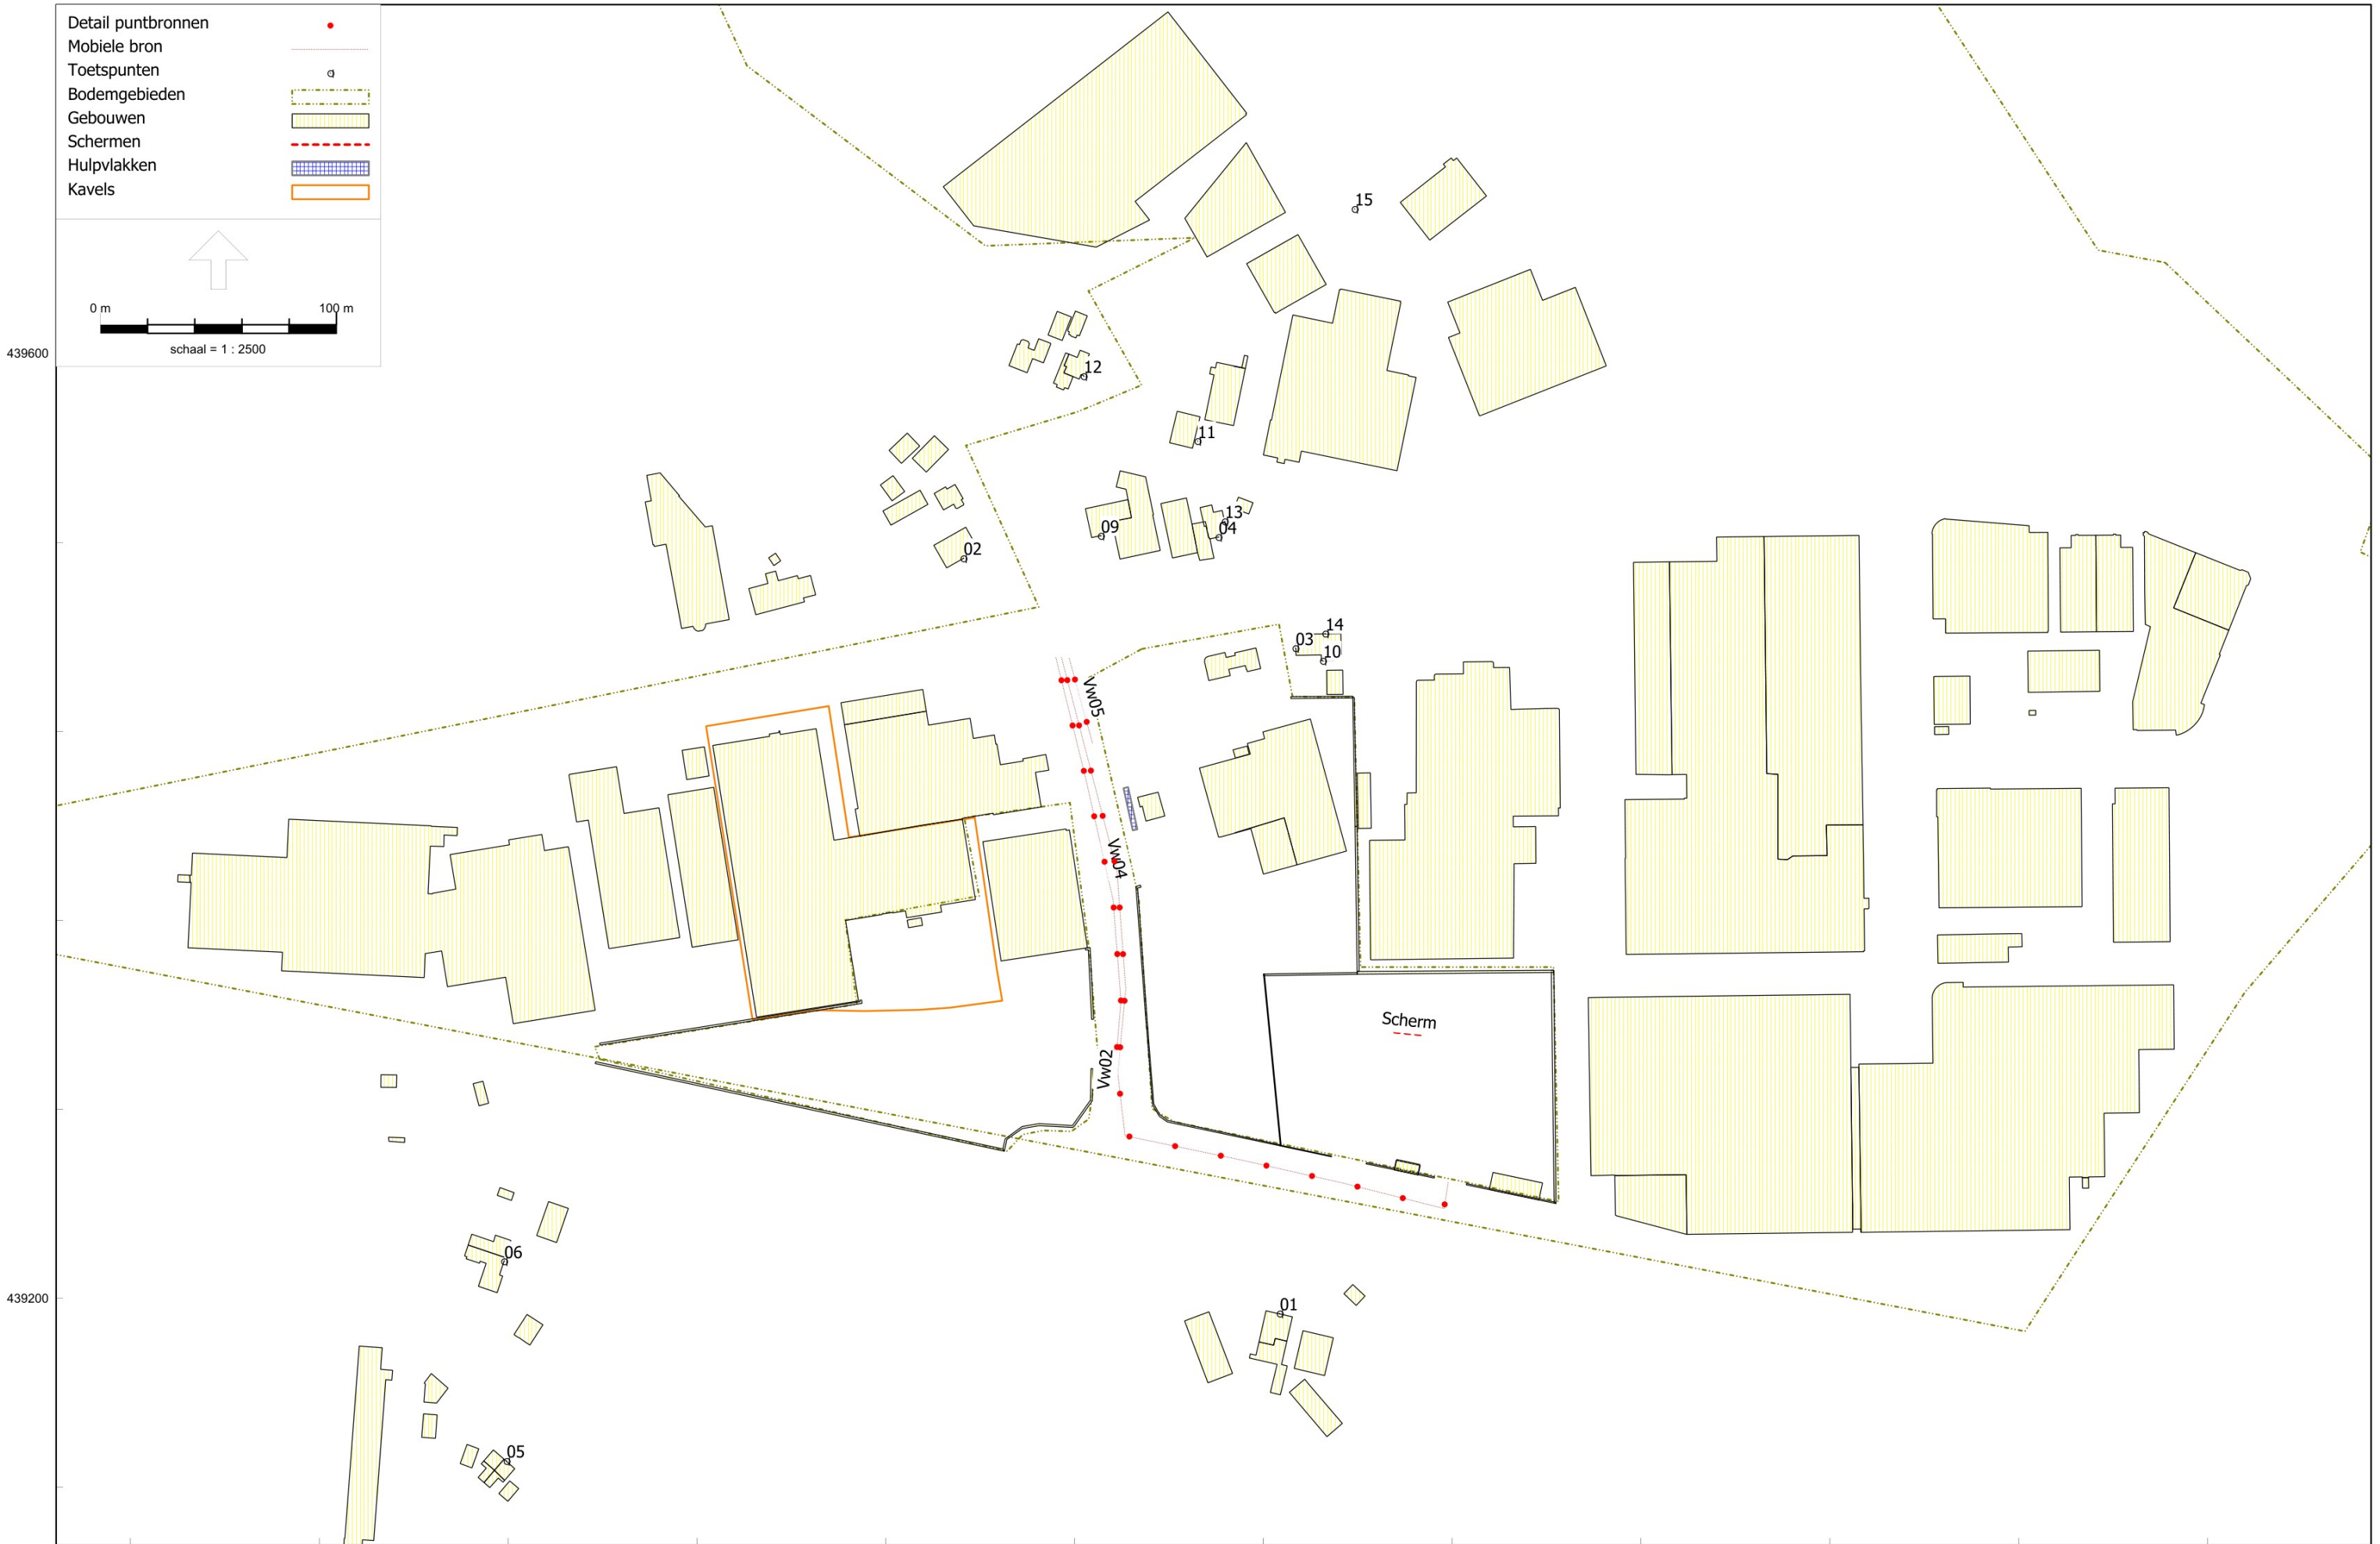 Detail puntbronnen
Mobiele bron
Toetspunten
Bodemgebieden
Gebouwen
Schermen
Hulpvlakken
Kavels
0 m 100 m
schaal = 1 : 2500
439600
439200
15
12
11
13
04
09
02
14
03
10
Vw05
Vw04
Scherm
Vw02
06
01
05